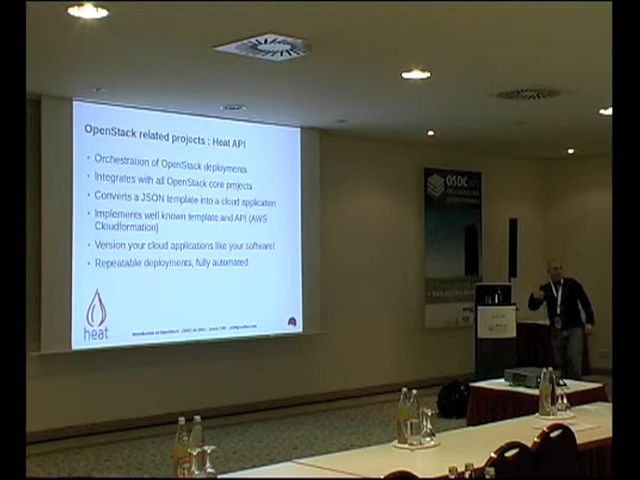 OpenStack related projects : Heat API
• Orchestration of OpenStack deployments
• Integrates with all OpenStack core projects
• Converts a JSON template into a cloud application
• Implements well known template and API (AWS
Cloudformation)
• Version your cloud applications like your software!
• Repeatable deployments, fully automated
heat
OSDC